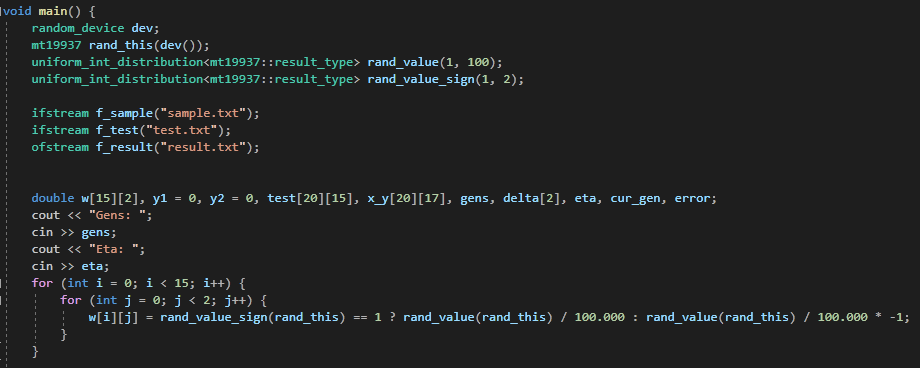 void main() {
random_device dev;
mt19937 rand_this(dev());
uniform_int_distribution<mt19937::result_type> rand_value(1, 100);
uniform_int_distribution<mt19937::result_type> rand_value_sign(1, 2);
ifstream f_sample("sample.txt");
ifstream f_test("test.txt");
ofstream f_result("result.txt");
double w[15][2], y1 = 0, y2 = 0, test[20][15], x_y[20][17], gens, delta[2], eta, cur_gen, error;
cout << "Gens: ";
cin >> gens;
cout << "Eta: ";
cin >> eta;
for (int i = 0; i < 15; i++) {
for (int j = 0; j < 2; j++) {
w[i][j] = rand_value_sign(rand_this) == 1 ? rand_value(rand_this) / 100.000 : rand_value(rand_this) / 100.000 * -1;
}
}